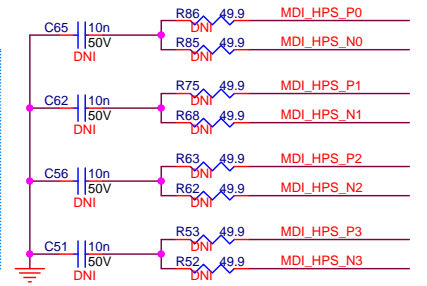 R86 49.9 MDI_HPS_P0
C65 10n DNI
50V R85 49.9 MDI_HPS_N0
DNI DNI
R75 49.9 MDI_HPS_P1
C62 10n DNI
50V R68 49.9 MDI_HPS_N1
DNI DNI
R63 49.9 MDI_HPS_P2
C56 10n DNI
50V R62 49.9 MDI_HPS_N2
DNI DNI
R53 49.9 MDI_HPS_P3
C51 10n DNI
50V R52 49.9 MDI_HPS_N3
DNI DNI